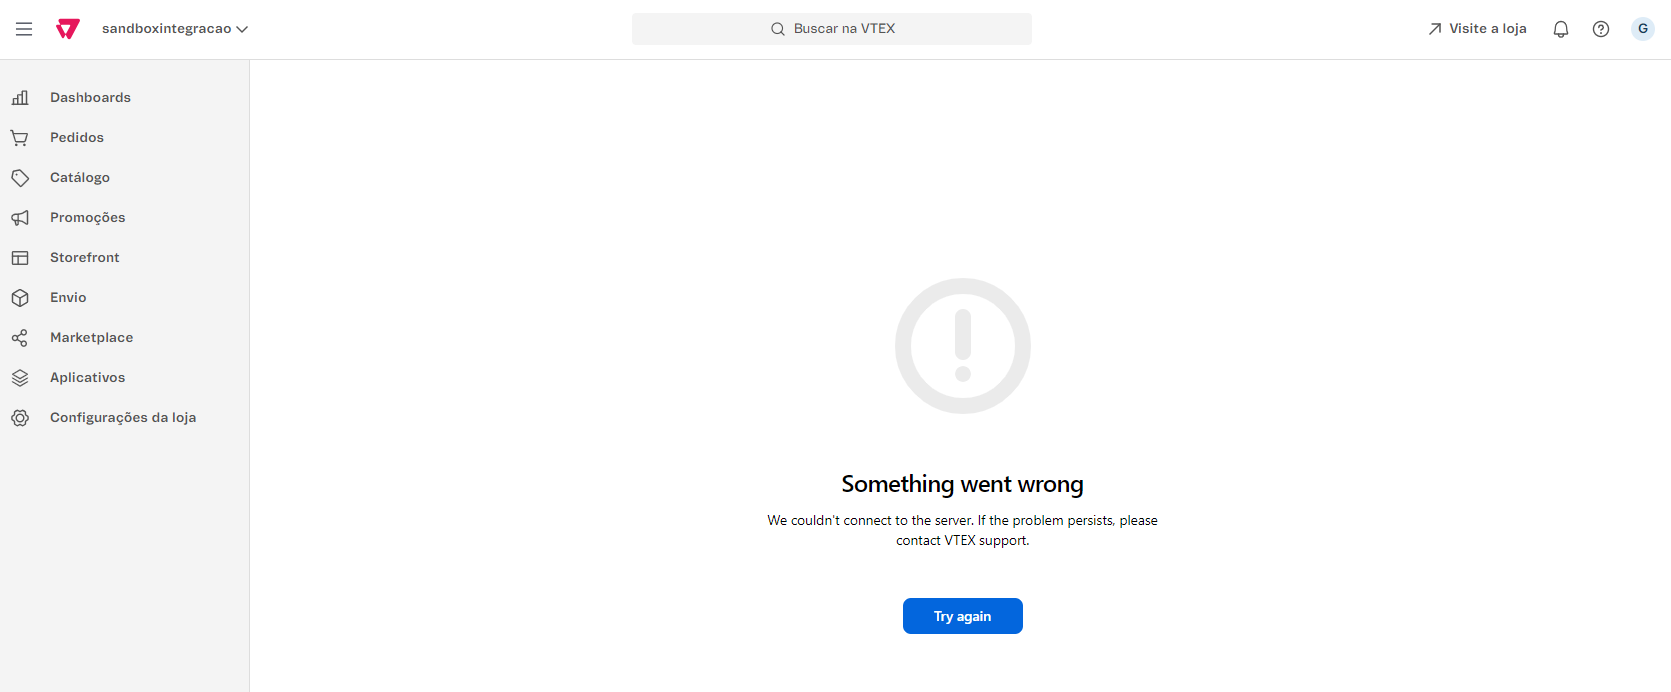 sandboxintegracao
Buscar na VTEX
Visite a loja
G
Dashboards
Pedidos
Catálogo
Promoções
Storefront
Envio
Marketplace
Aplicativos
Configurações da loja
Something went wrong
We couldn't connect to the server. If the problem persists, please
contact VTEX support.
Try again